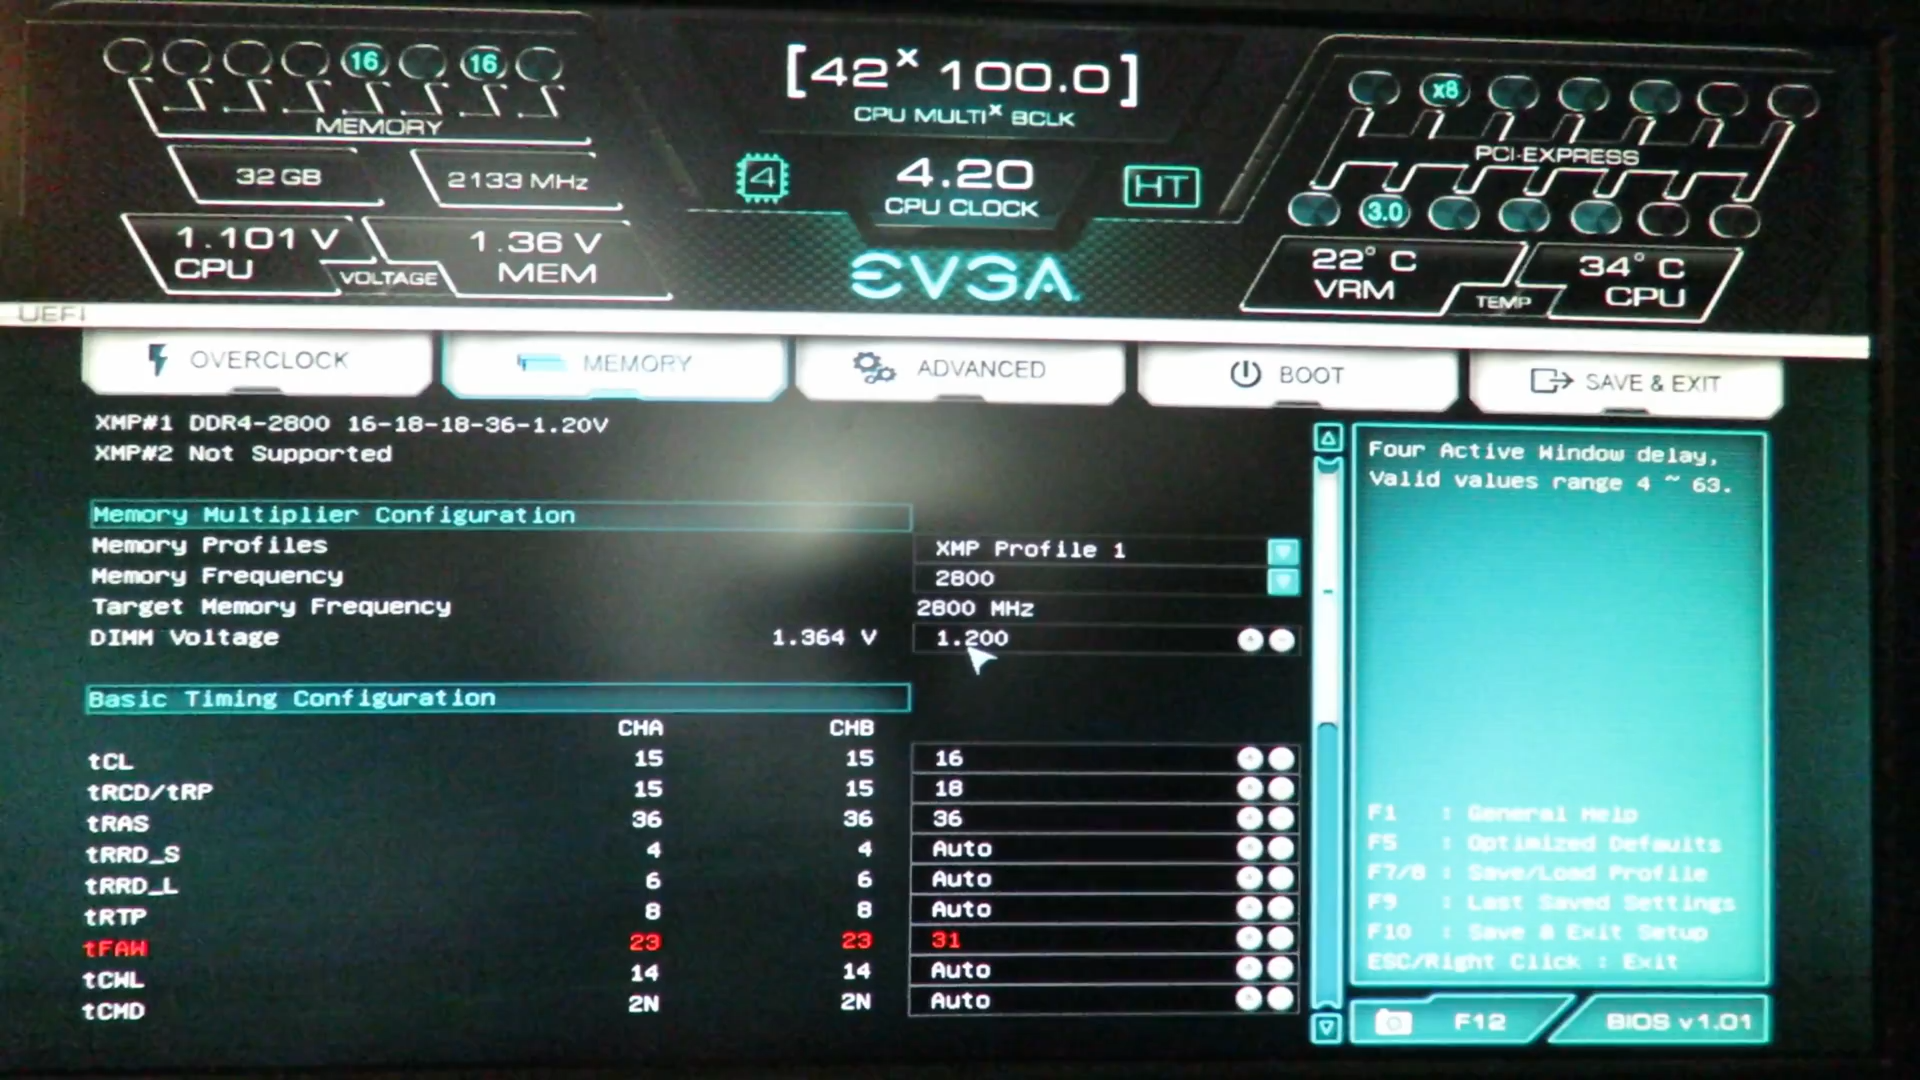 16 16
MEMORY
32 GB 2133 MHz
1.101 V CPU
VOLTAGE
1.36 V MEM
[42x 100.0]
CPU MULTIx BCLK
4
4.20
CPU CLOCK
HT
EVGA
x8
PCI-EXPRESS
3.0
22° C VRM
TEMP
34° C CPU
UEFI
OVERCLOCK MEMORY ADVANCED BOOT SAVE & EXIT
XMP#1 DDR4-2800 16-18-18-36-1.20V
XMP#2 Not Supported
Memory Multiplier Configuration
Memory Profiles XMP Profile 1
Memory Frequency 2800
Target Memory Frequency 2800 MHz
DIMM Voltage 1.364 V 1.200
Basic Timing Configuration
CHA CHB
tCL 15 15 16
tRCD/tRP 15 15 18
tRAS 36 36 36
tRRD_S 4 4 Auto
tRRD_L 6 6 Auto
tRTP 8 8 Auto
tFAW 23 23 31
tCWL 14 14 Auto
tCMD 2N 2N Auto
Four Active Window delay,
Valid values range 4 ~ 63.
F1 : General Help
F5 : Optimized Defaults
F7/8 : Save/Load Profile
F9 : Last Saved Settings
F10 : Save & Exit Setup
ESC/Right Click : Exit
F12 BIOS v1.01